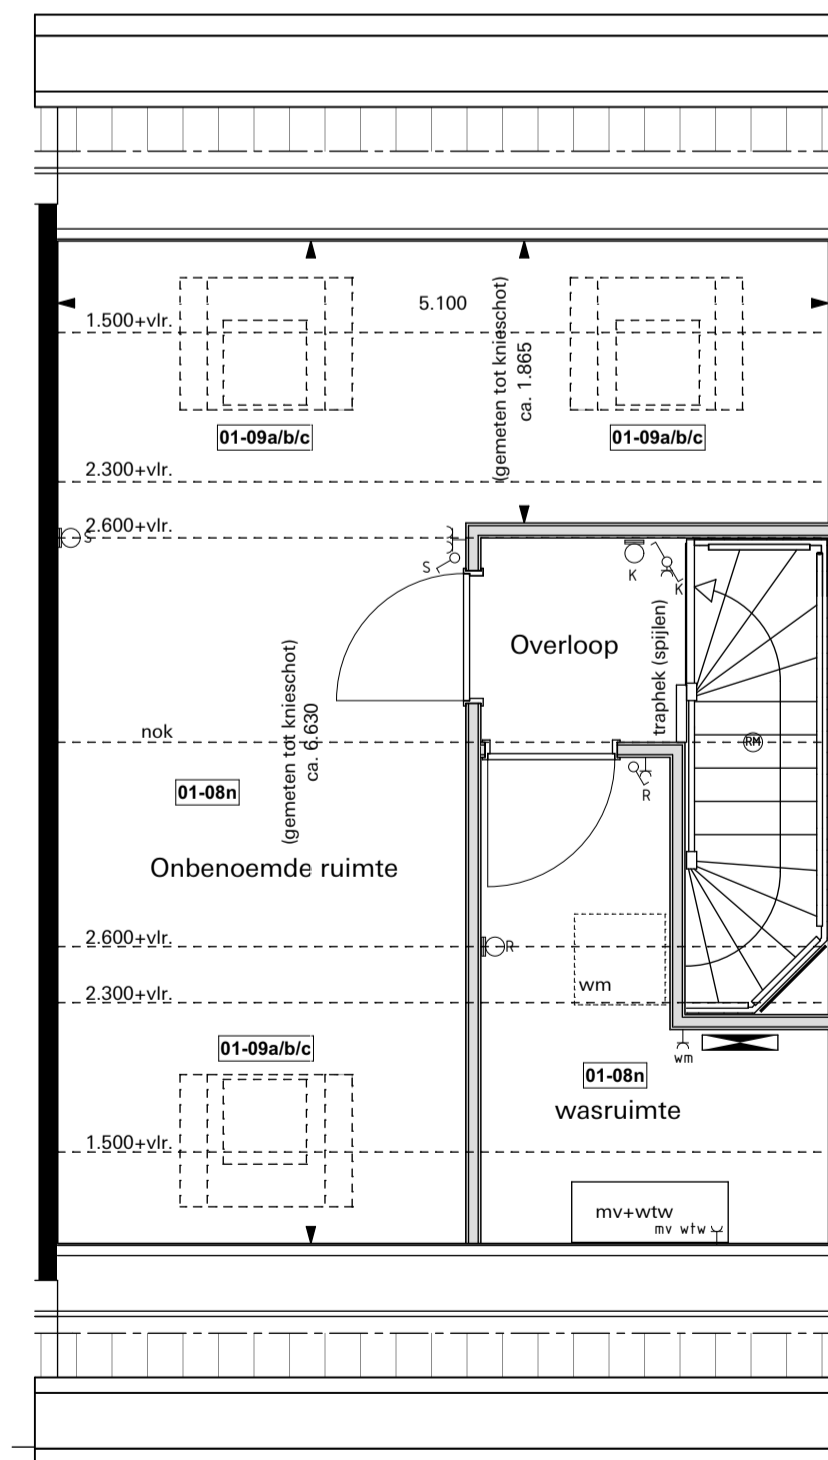 5.100
1.500+vlr.
(gemeten tot knieschot)
ca. 1.865
01-09a/b/c
01-09a/b/c
2.300+vlr.
2.600+vlr.
S
S
K
K
Overloop
traphek (spijlen)
(gemeten tot knieschot)
ca. 6.630
nok
RM
01-08n
R
Onbenoemde ruimte
2.600+vlr.
R
wm
2.300+vlr.
01-09a/b/c
wm
01-08n
wasruimte
1.500+vlr.
mv+wtw
mv wtw